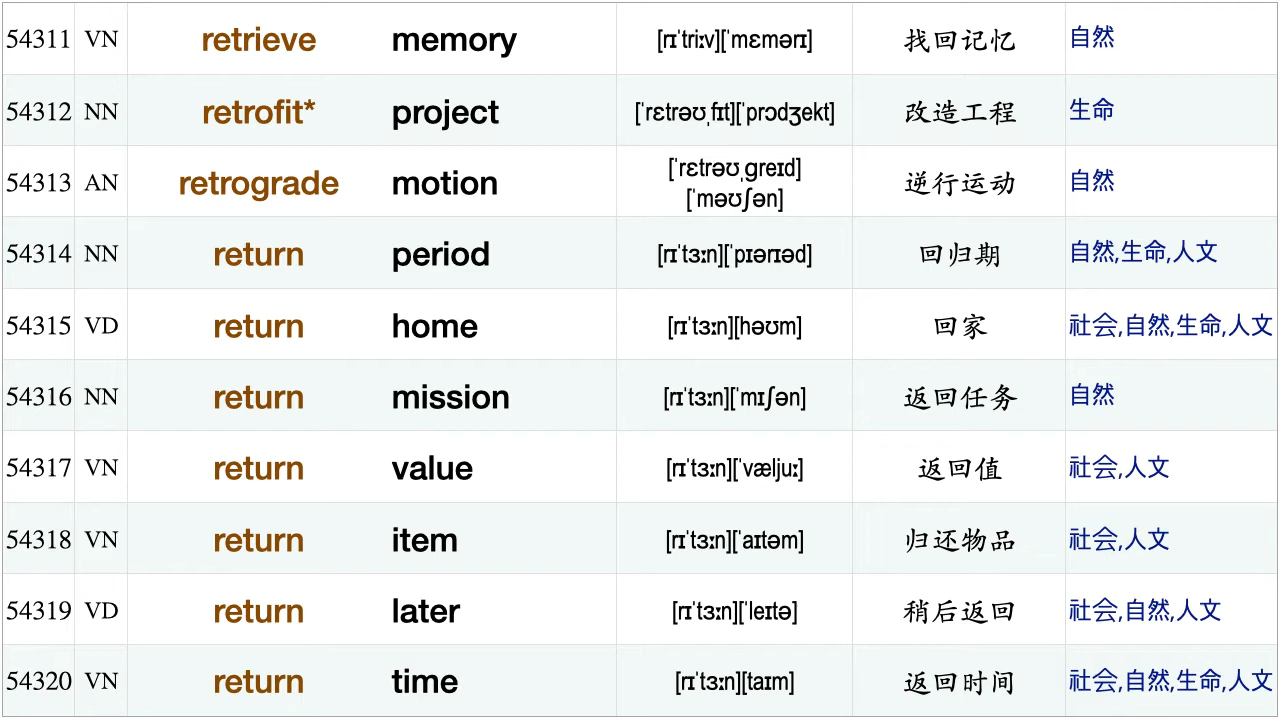 54311 VN retrieve memory [rɪˈtriːv][ˈmɛmərɪ] 找回记忆 自然
54312 NN retrofit* project [ˈrɛtrəʊˌfɪt][ˈprɔdʒekt] 改造工程 生命
54313 AN retrograde motion [ˈrɛtrəʊˌɡreɪd] [ˈməʊʃən] 逆行运动 自然
54314 NN return period [rɪˈtɜːn][ˈpɪərɪəd] 回归期 自然,生命,人文
54315 VD return home [rɪˈtɜːn][həʊm] 回家 社会,自然,生命,人文
54316 NN return mission [rɪˈtɜːn][ˈmɪʃən] 返回任务 自然
54317 VN return value [rɪˈtɜːn][ˈvæljuː] 返回值 社会,人文
54318 VN return item [rɪˈtɜːn][ˈaɪtəm] 归还物品 社会,人文
54319 VD return later [rɪˈtɜːn][ˈleɪtə] 稍后返回 社会,自然,人文
54320 VN return time [rɪˈtɜːn][taɪm] 返回时间 社会,自然,生命,人文